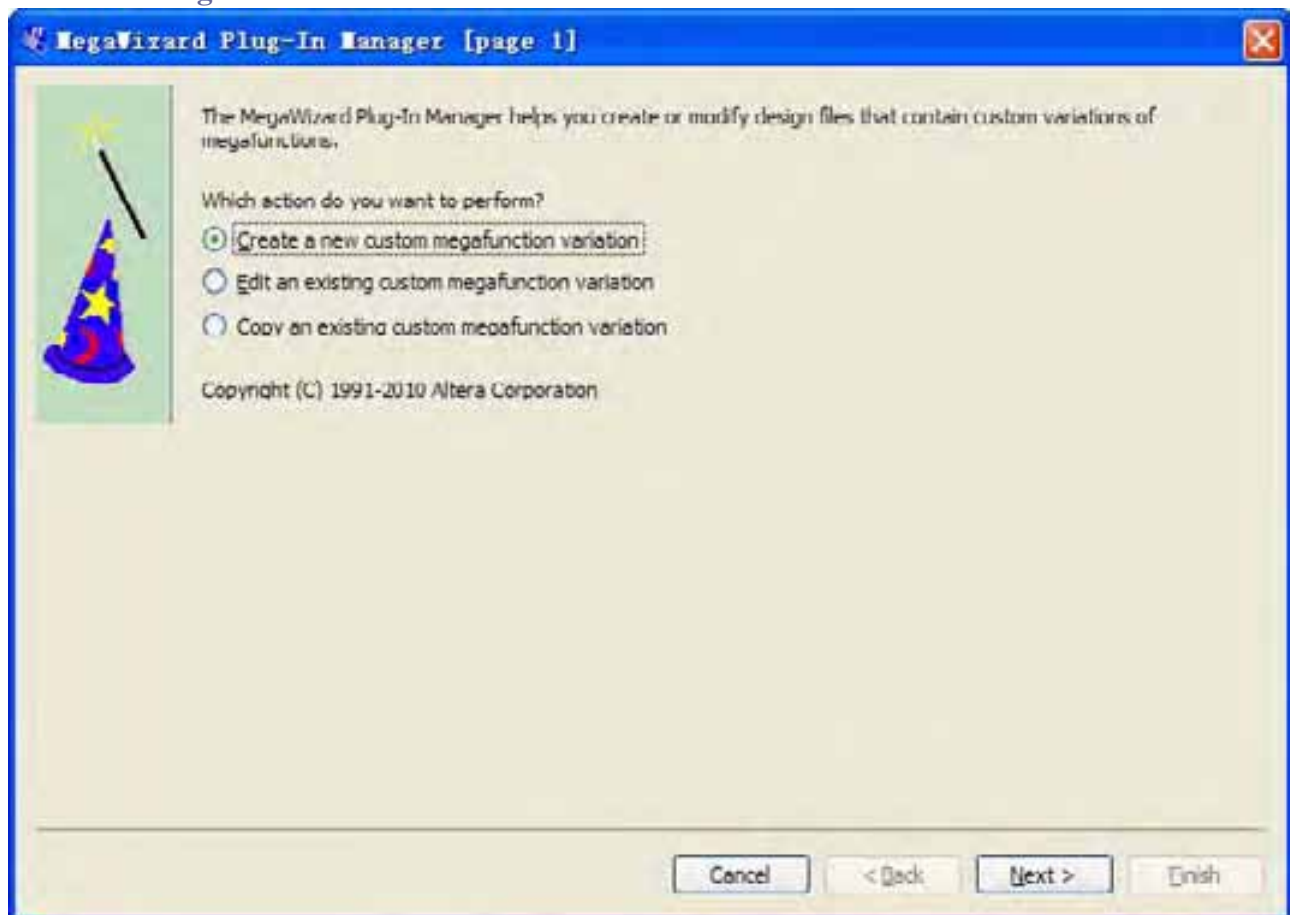 MegaWizard Plug-In Manager [page 1]
The MegaWizard Plug-In Manager helps you create or modify design files that contain custom variations of
megafunctions.
Which action do you want to perform?
Create a new custom megafunction variation
Edit an existing custom megafunction variation
Copy an existing custom megafunction variation
Copyright (C) 1991-2010 Altera Corporation
Cancel
< Back
Next >
Finish